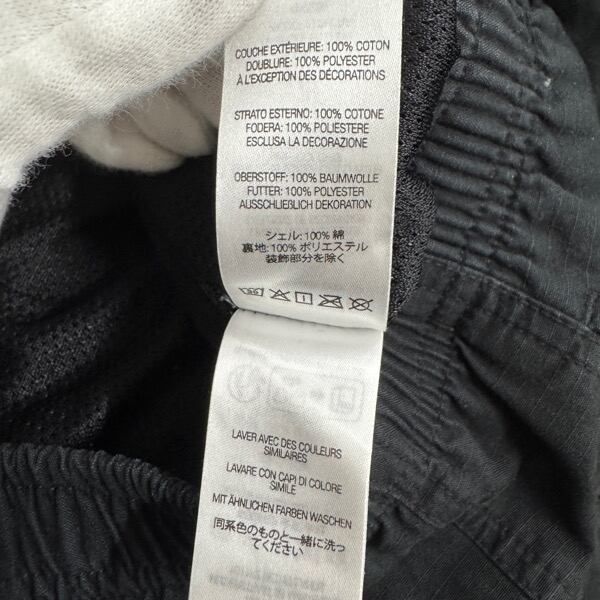 COUCHE EXTÉRIEURE: 100% COTON
DOUBLURE: 100% POLYESTER
À L'EXCEPTION DES DÉCORATIONS
STRATO ESTERNO: 100% COTONE
FODERA: 100% POLIESTERE
ESCLUSA LA DECORAZIONE
OBERSTOFF: 100% BAUMWOLLE
FUTTER: 100% POLYESTER
AUSSCHLIEßLICH DEKORATION
シェル: 100% 綿
裏地: 100% ポリエステル
装飾部分を除く
LAVER AVEC DES COULEURS
SIMILAIRES
LAVARE CON CAPI DI COLORE
SIMILE
MIT ÄHNLICHEN FARBEN WASCHEN
同系色のものと一緒に洗っ
てください